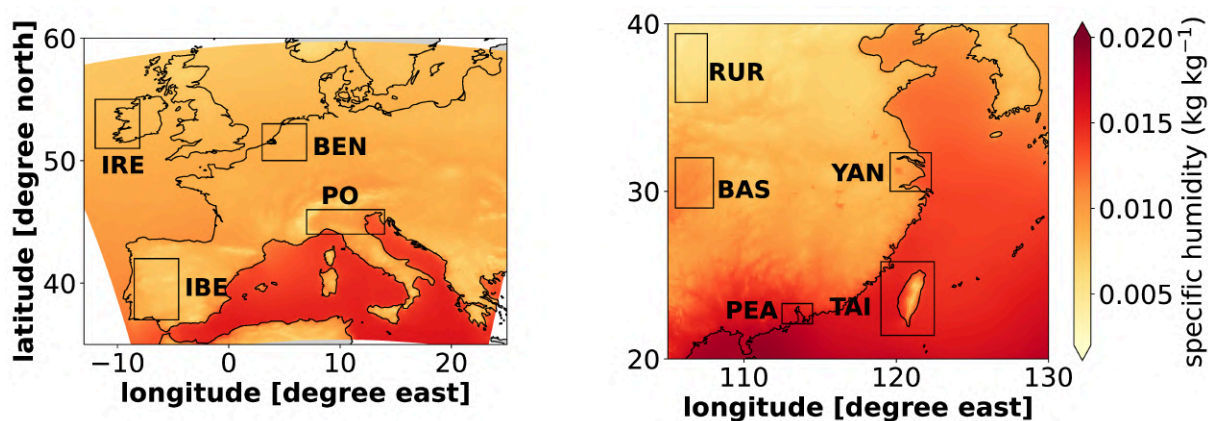 60
50
40
latitude [degree north]
IRE
BEN
PO
IBE
−10
0
10
20
longitude [degree east]
40
30
20
RUR
BAS
YAN
PEA
TAI
110
120
130
longitude [degree east]
0.020
0.015
0.010
0.005
specific humidity (kg kg⁻¹)